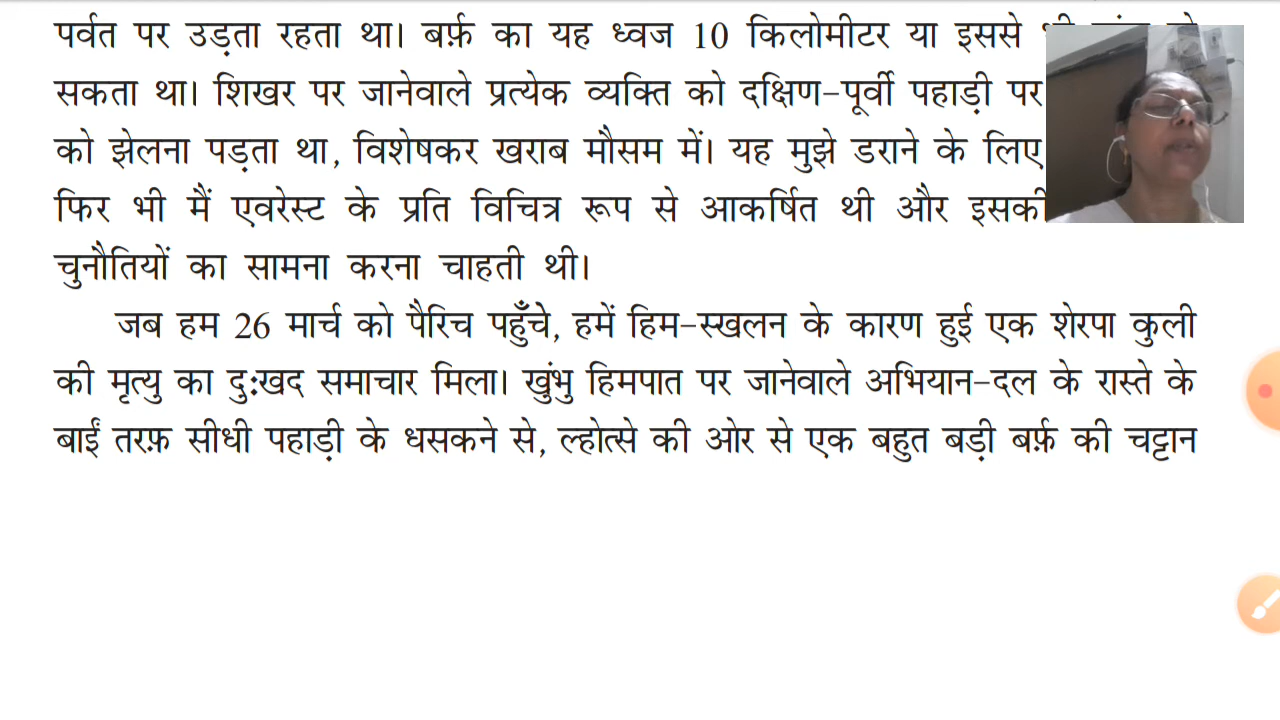 पर्वत पर उड़ता रहता था। बर्फ़ का यह ध्वज 10 किलोमीटर या इससे
सकता था। शिखर पर जानेवाले प्रत्येक व्यक्ति को दक्षिण-पूर्वी पहाड़ी पर
को झेलना पड़ता था, विशेषकर खराब मौसम में। यह मुझे डराने के लिए
फिर भी मैं एवरेस्ट के प्रति विचित्र रूप से आकर्षित थी और इसकी
चुनौतियों का सामना करना चाहती थी।
जब हम 26 मार्च को पैरिच पहुँचे, हमें हिम-स्खलन के कारण हुई एक शेरपा कुली
की मृत्यु का दुःखद समाचार मिला। खुंभु हिमपात पर जानेवाले अभियान-दल के रास्ते के
बाईं तरफ़ सीधी पहाड़ी के धसकने से, ल्होत्से की ओर से एक बहुत बड़ी बर्फ़ की चट्टान